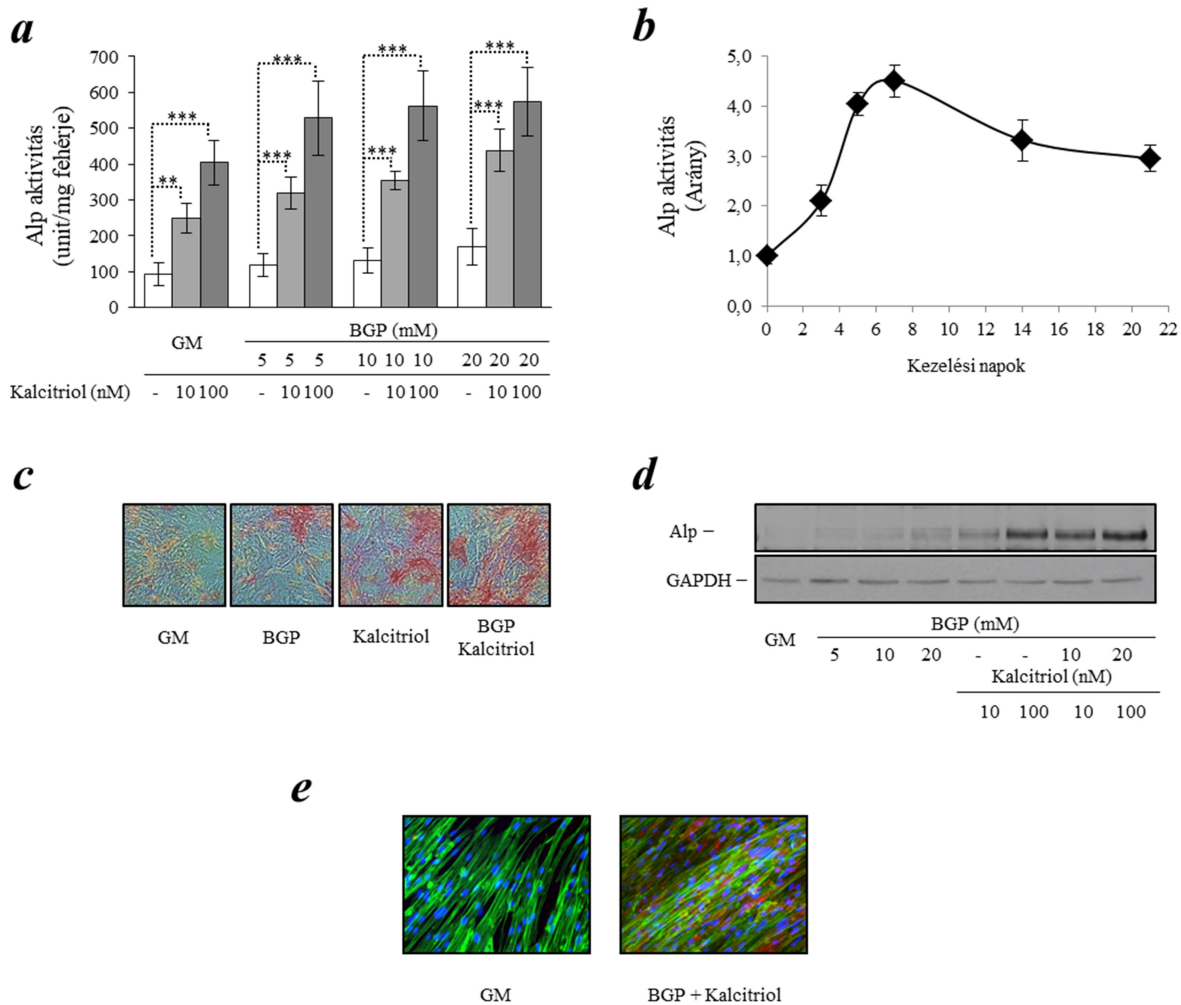 a
700
600
500
400
300
200
100
0
Alp aktivitás
(unit/mg fehérje)
** ***
*** ***
*** ***
*** ***
GM
BGP (mM)
5 5 5 10 10 10 20 20 20
Kalcitriol (nM) - 10 100 - 10 100 - 10 100 - 10 100
b
5,0
4,0
3,0
2,0
1,0
0,0
Alp aktivitás
(Arány)
0 2 4 6 8 10 12 14 16 18 20 22
Kezelési napok
c
GM
BGP
Kalcitriol
BGP
Kalcitriol
d
Alp –
GAPDH –
GM
BGP (mM)
5 10 20 - - 10 20
Kalcitriol (nM)
10 100 10 100
e
GM
BGP + Kalcitriol